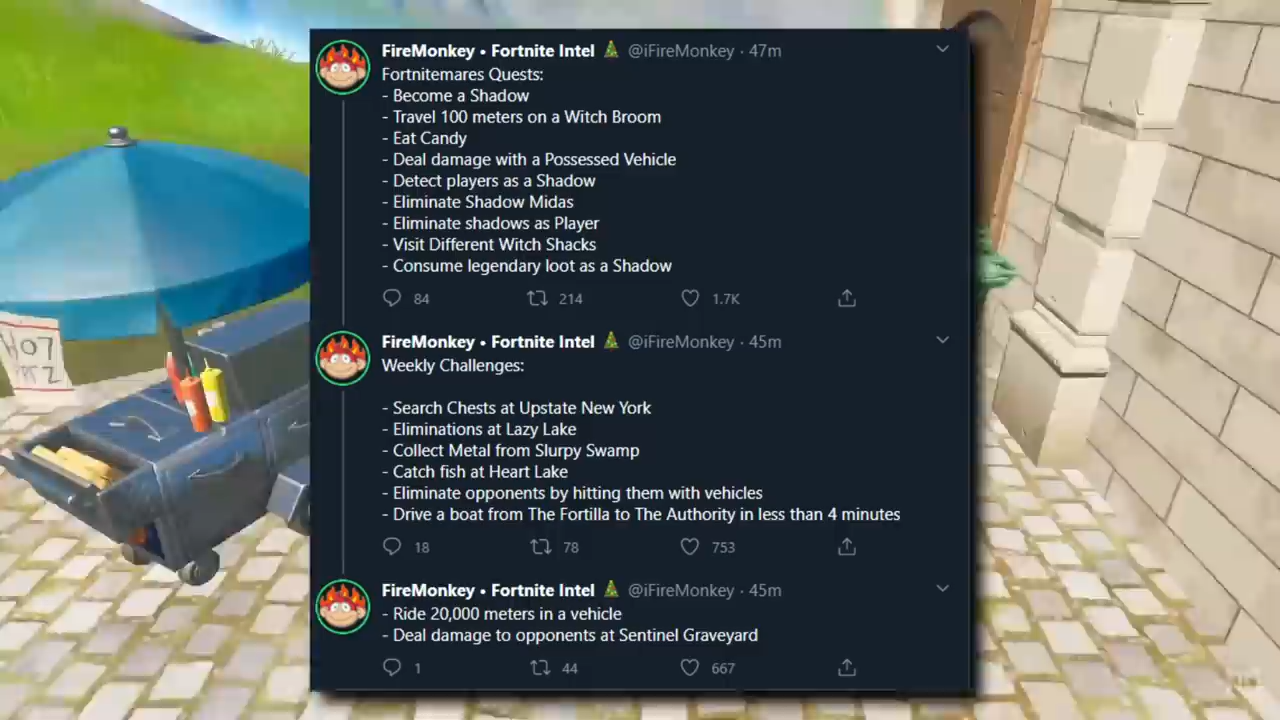 FireMonkey • Fortnite Intel 🎄 @iFireMonkey · 47m
Fortnitemares Quests:
- Become a Shadow
- Travel 100 meters on a Witch Broom
- Eat Candy
- Deal damage with a Possessed Vehicle
- Detect players as a Shadow
- Eliminate Shadow Midas
- Eliminate shadows as Player
- Visit Different Witch Shacks
- Consume legendary loot as a Shadow
84 214 1.7K
FireMonkey • Fortnite Intel 🎄 @iFireMonkey · 45m
Weekly Challenges:
- Search Chests at Upstate New York
- Eliminations at Lazy Lake
- Collect Metal from Slurpy Swamp
- Catch fish at Heart Lake
- Eliminate opponents by hitting them with vehicles
- Drive a boat from The Fortilla to The Authority in less than 4 minutes
18 78 753
FireMonkey • Fortnite Intel 🎄 @iFireMonkey · 45m
- Ride 20,000 meters in a vehicle
- Deal damage to opponents at Sentinel Graveyard
1 44 667